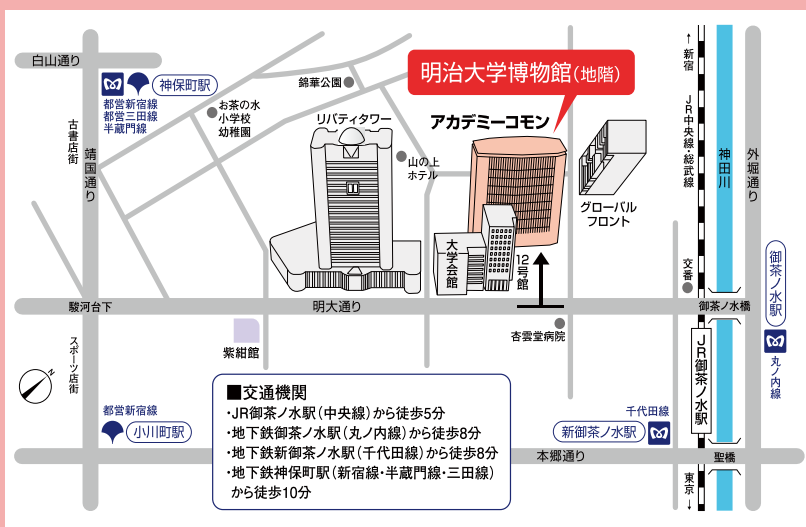 白山通り
神保町駅
都営新宿線
都営三田線
半蔵門線
古書店街
靖国通り
お茶の水
小学校
幼稚園
錦華公園
リバティタワー
山の上
ホテル
明治大学博物館(地階)
アカデミーコモン
グローバル
フロント
大学会館
12号館
↑新宿
JR中央線・総武線
神田川
外堀通り
交番
御茶ノ水橋
御茶ノ水駅
丸ノ内線
駿河台下
明大通り
杏雲堂病院
紫紺館
スポーツ店街
N
都営新宿線
小川町駅
■交通機関
・JR御茶ノ水駅(中央線)から徒歩5分
・地下鉄御茶ノ水駅(丸ノ内線)から徒歩8分
・地下鉄新御茶ノ水駅(千代田線)から徒歩8分
・地下鉄神保町駅(新宿線・半蔵門線・三田線)
から徒歩10分
千代田線
新御茶ノ水駅
JR御茶ノ水駅
本郷通り
聖橋
東京↓